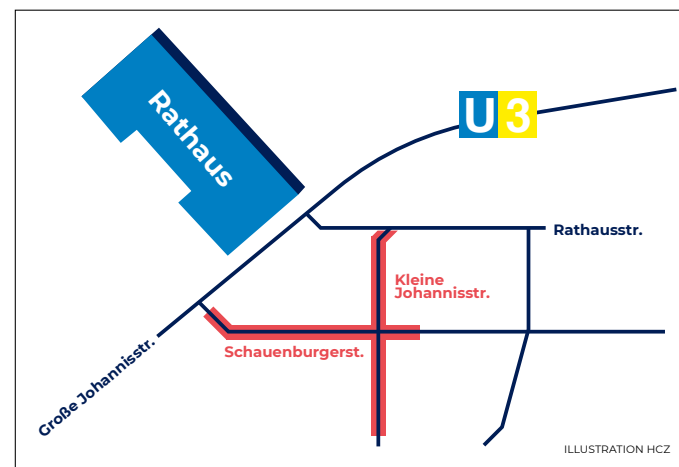 Rathaus
U3
Rathausstr.
Kleine
Johannisstr.
Schauenburgerst.
Große Johannisstr.
ILLUSTRATION HCZ